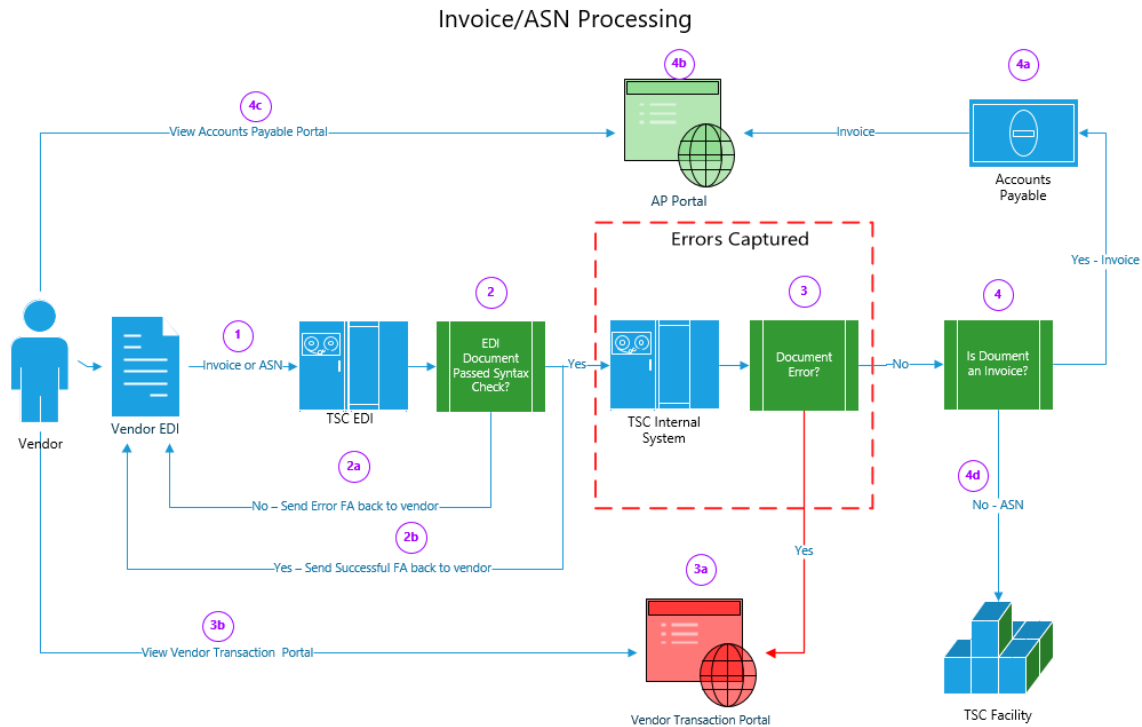 Invoice/ASN Processing
4b
4a
4c
View Accounts Payable Portal
Invoice
Accounts
Payable
AP Portal
Errors Captured
Yes - Invoice
1
2
3
4
EDI
Document
Passed Syntax
Check?
Document
Error?
Is Doument
an Invoice?
Invoice or ASN
Yes
No
TSC EDI
TSC Internal
System
Vendor
Vendor EDI
2a
No – Send Error FA back to vendor
4d
No - ASN
2b
Yes – Send Successful FA back to vendor
Yes
3a
3b
View Vendor Transaction Portal
Vendor Transaction Portal
TSC Facility